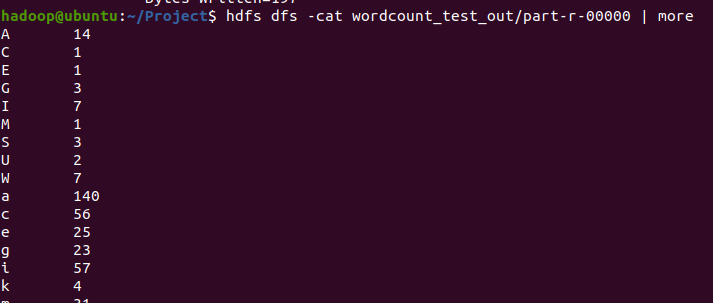 Bytes Written=197
hadoop@ubuntu:~/Project$ hdfs dfs -cat wordcount_test_out/part-r-00000 | more
A 14
C 1
E 1
G 3
I 7
M 1
S 3
U 2
W 7
a 140
c 56
e 25
g 23
i 57
k 4
m 31